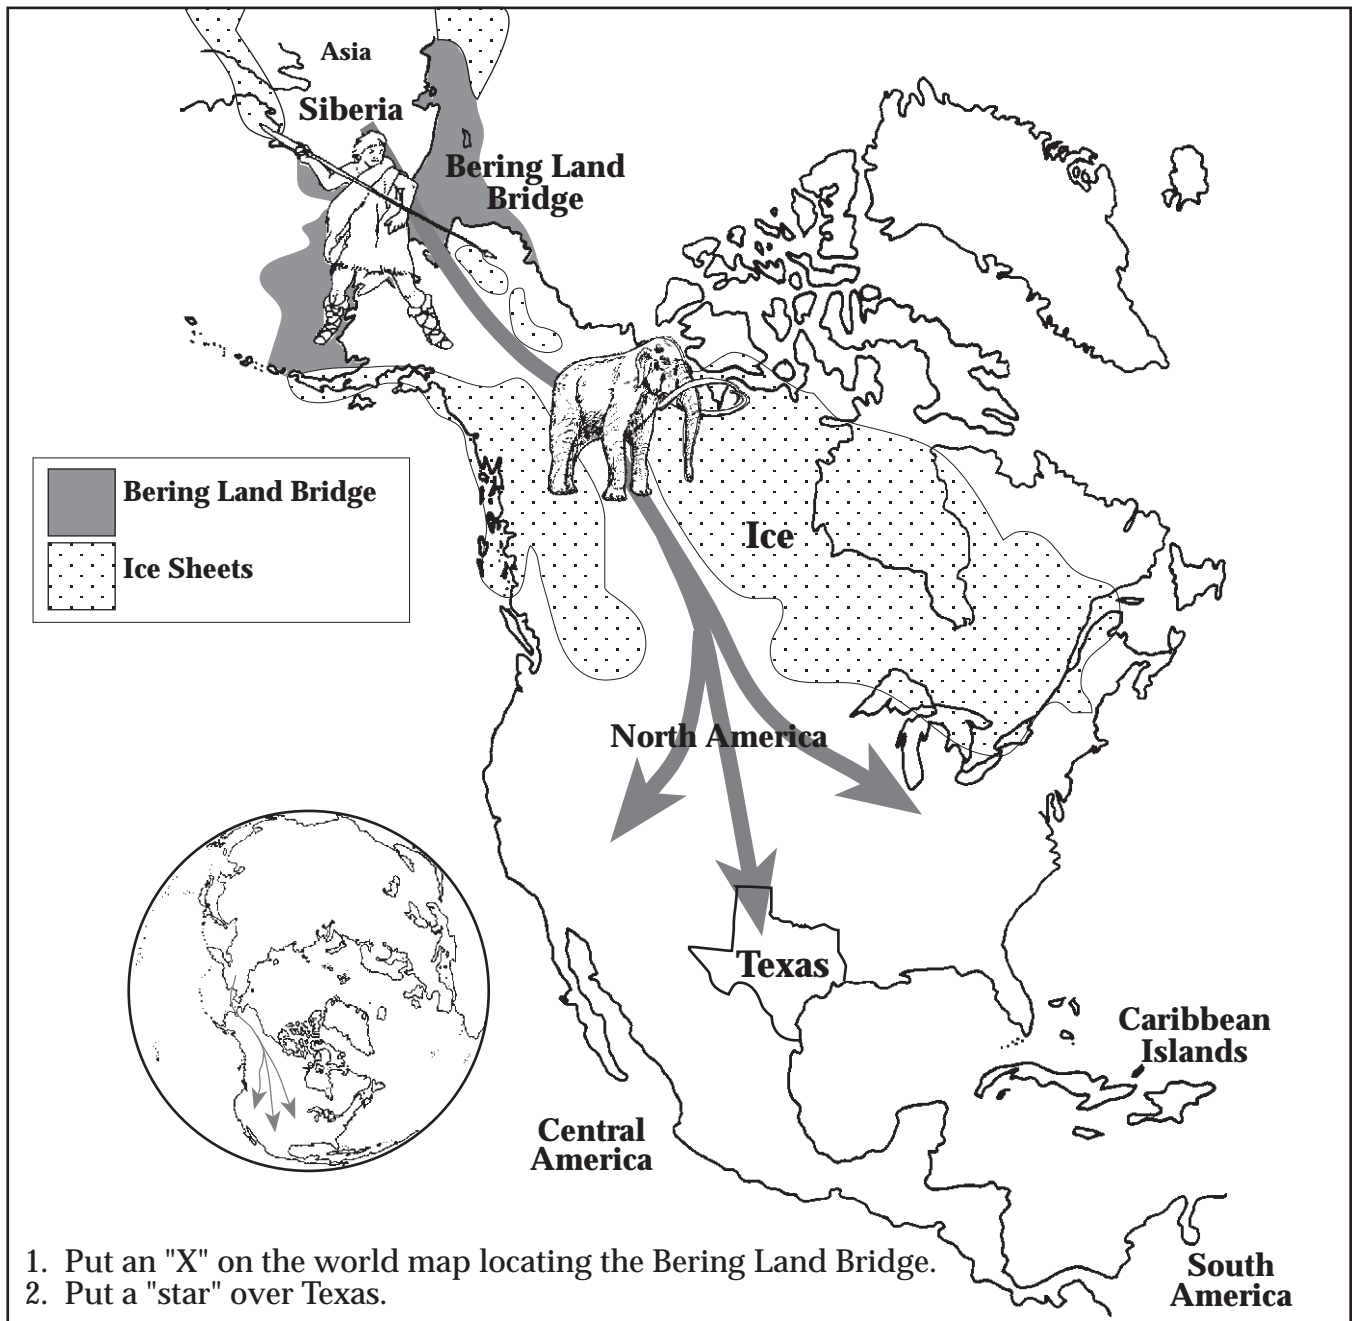 Asia
Siberia
Bering Land
Bridge
Bering Land Bridge
Ice Sheets
Ice
North America
Texas
Caribbean
Islands
Central
America
South
America
1. Put an "X" on the world map locating the Bering Land Bridge.
2. Put a "star" over Texas.